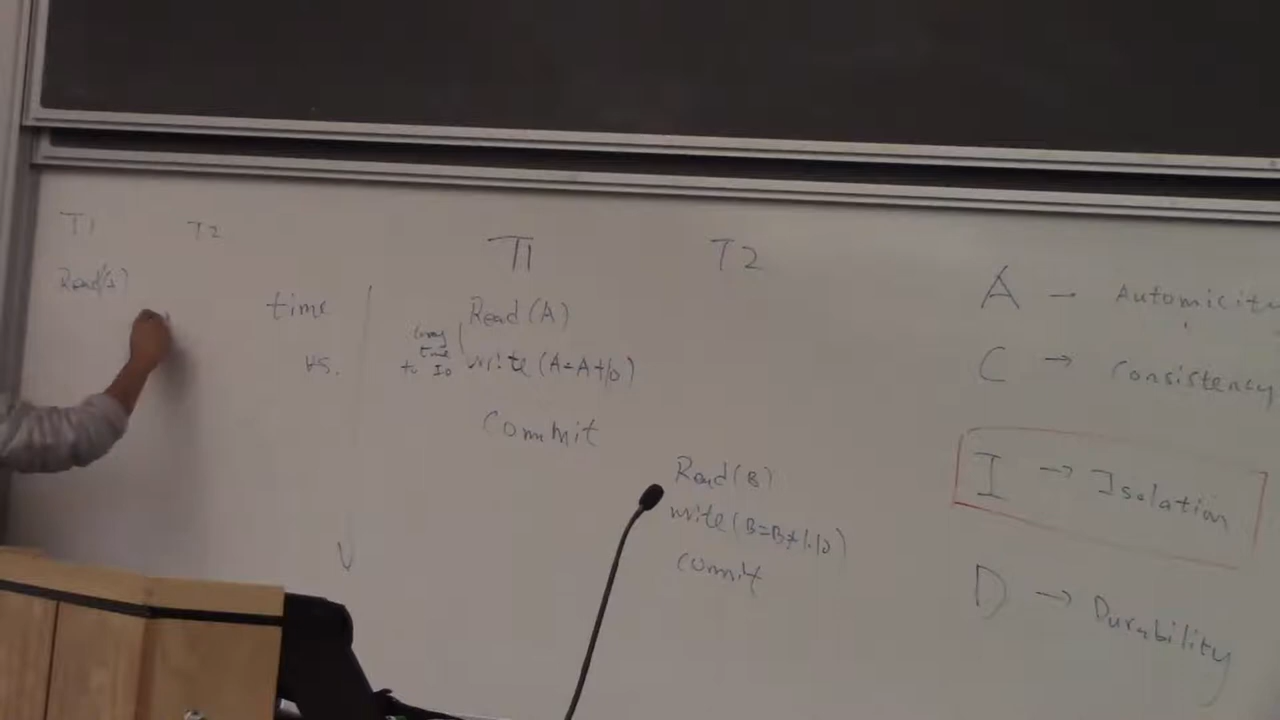 T1 T2
Read(A)
time
vs.
T1 T2
Read (A)
long
time
to Io
write (A=A+10)
Commit
Read (B)
write (B=B*1.10)
commit
A - Automicity
C → Consistency
I → Isolation
D → Durability